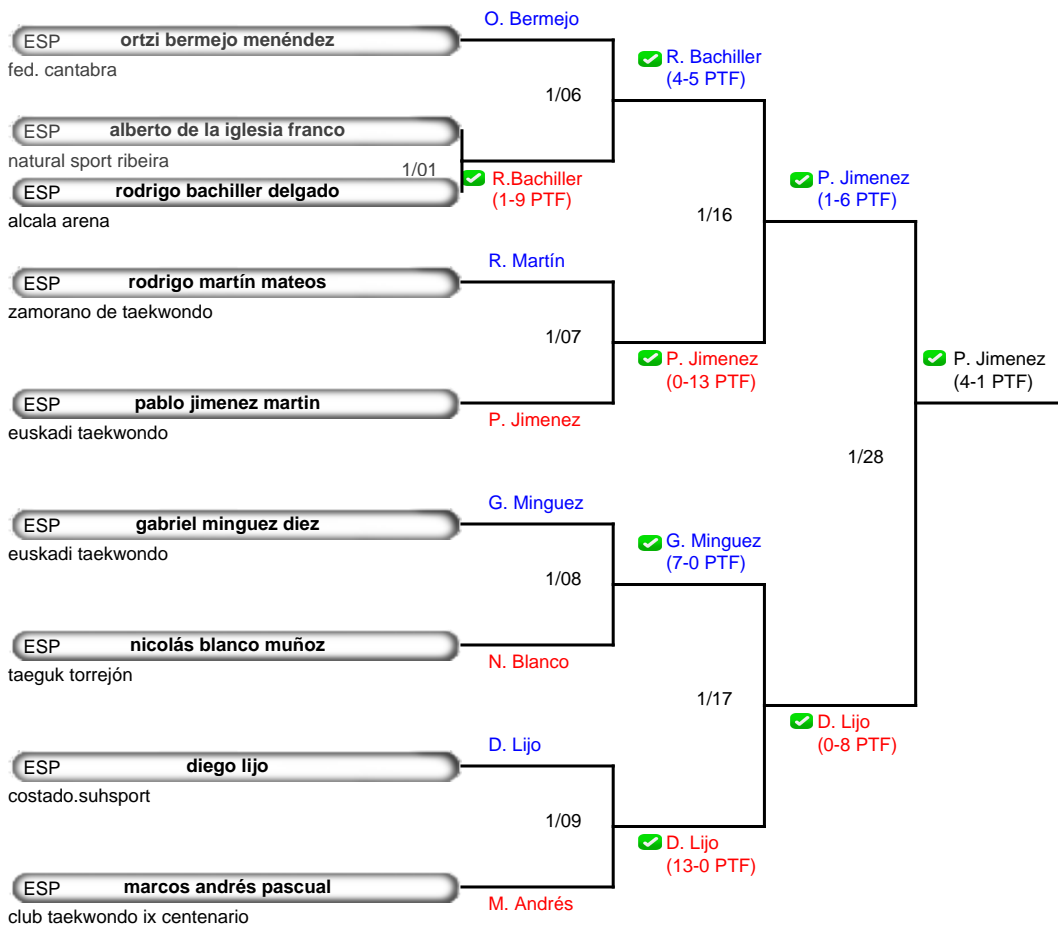 O. Bermejo
ESP ortzi bermejo menéndez
fed. cantabra
R. Bachiller
(4-5 PTF)
1/06
ESP alberto de la iglesia franco
natural sport ribeira
1/01
R.Bachiller
(1-9 PTF)
ESP rodrigo bachiller delgado
alcala arena
P. Jimenez
(1-6 PTF)
1/16
R. Martín
ESP rodrigo martín mateos
zamorano de taekwondo
1/07
P. Jimenez
(0-13 PTF)
P. Jimenez
(4-1 PTF)
ESP pablo jimenez martin
P. Jimenez
euskadi taekwondo
1/28
G. Minguez
ESP gabriel minguez diez
euskadi taekwondo
G. Minguez
(7-0 PTF)
1/08
ESP nicolás blanco muñoz
N. Blanco
taeguk torrejón
1/17
D. Lijo
(0-8 PTF)
D. Lijo
ESP diego lijo
costado.suhsport
1/09
D. Lijo
(13-0 PTF)
ESP marcos andrés pascual
M. Andrés
club taekwondo ix centenario